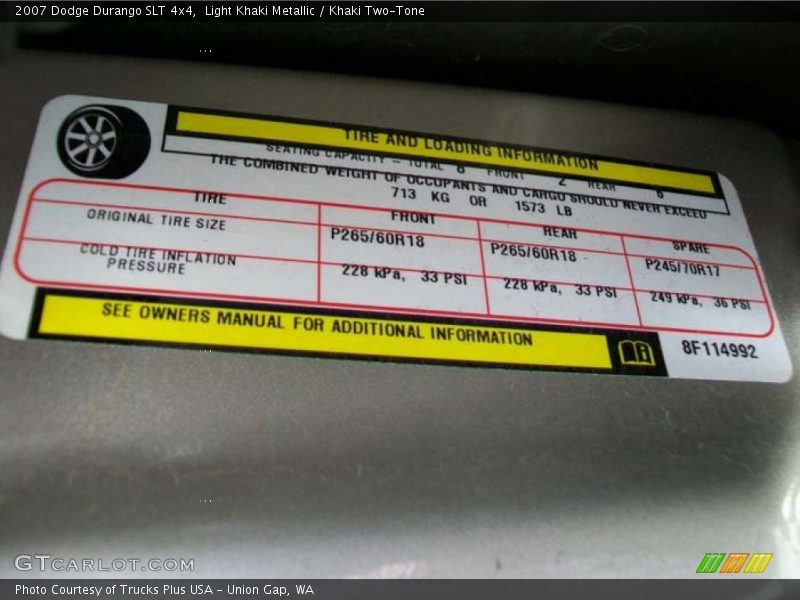 2007 Dodge Durango SLT 4x4,  Light Khaki Metallic / Khaki Two-Tone
TIRE AND LOADING INFORMATION
SEATING CAPACITY - TOTAL 8 FRONT 2 REAR 6
THE COMBINED WEIGHT OF OCCUPANTS AND CARGO SHOULD NEVER EXCEED
713 KG OR 1573 LB
TIRE FRONT REAR SPARE
ORIGINAL TIRE SIZE P265/60R18 P265/60R18 P245/70R17
COLD TIRE INFLATION
PRESSURE 228 kPa, 33 PSI 228 kPa, 33 PSI 249 kPa, 36 PSI
SEE OWNERS MANUAL FOR ADDITIONAL INFORMATION
8F114992
GTCARLOT.COM
Photo Courtesy of Trucks Plus USA - Union Gap, WA